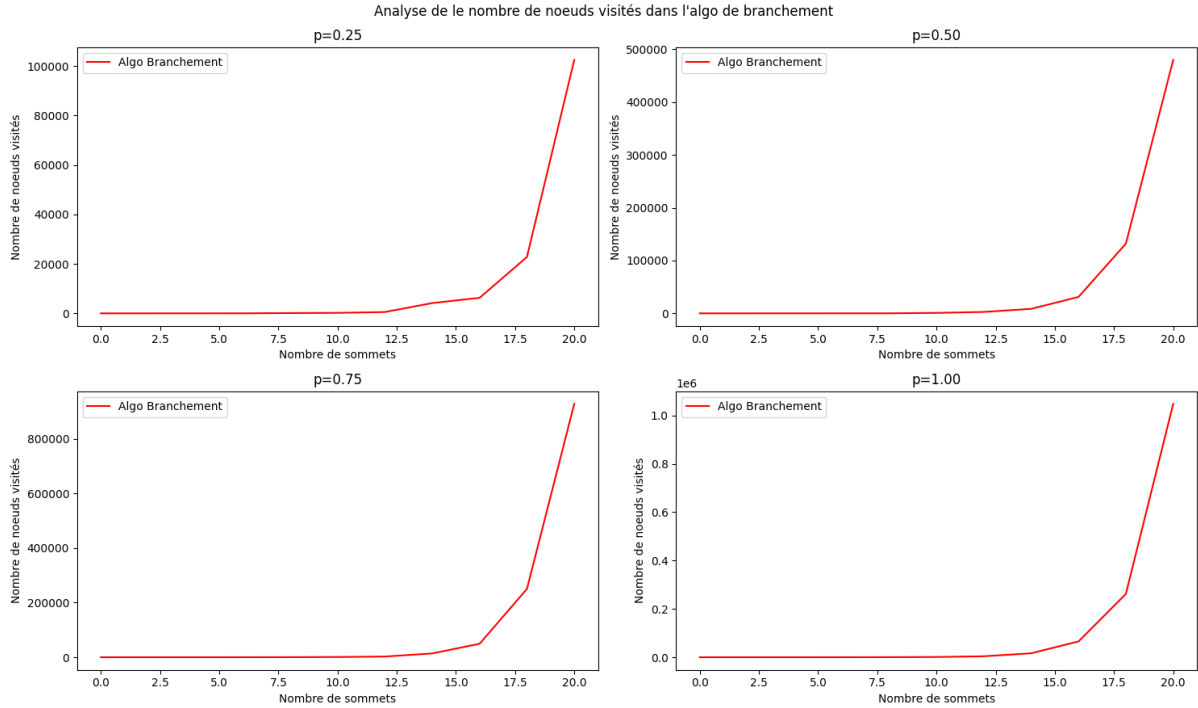 Analyse de le nombre de noeuds visités dans l'algo de branchement
p=0.25
Algo Branchement
Nombre de noeuds visités
100000
80000
60000
40000
20000
0
0.0 2.5 5.0 7.5 10.0 12.5 15.0 17.5 20.0
Nombre de sommets
p=0.50
Algo Branchement
Nombre de noeuds visités
500000
400000
300000
200000
100000
0
0.0 2.5 5.0 7.5 10.0 12.5 15.0 17.5 20.0
Nombre de sommets
p=0.75
Algo Branchement
Nombre de noeuds visités
800000
600000
400000
200000
0
0.0 2.5 5.0 7.5 10.0 12.5 15.0 17.5 20.0
Nombre de sommets
p=1.00
1e6
Algo Branchement
Nombre de noeuds visités
1.0
0.8
0.6
0.4
0.2
0.0
0.0 2.5 5.0 7.5 10.0 12.5 15.0 17.5 20.0
Nombre de sommets